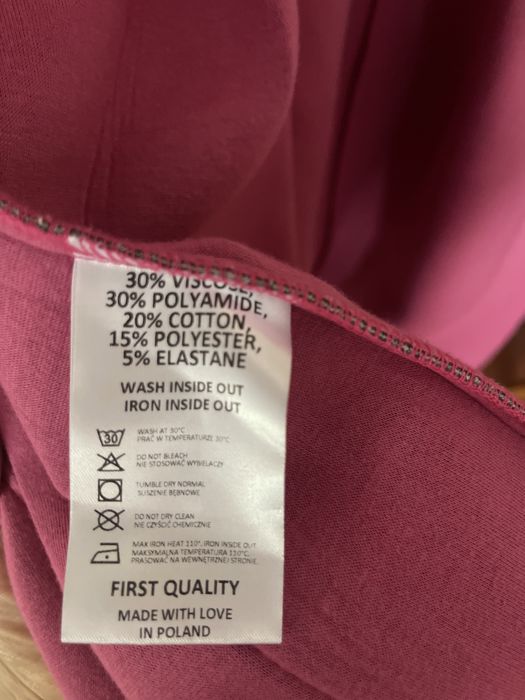 30% VISCOSE,
30% POLYAMIDE,
20% COTTON,
15% POLYESTER,
5% ELASTANE
WASH INSIDE OUT
IRON INSIDE OUT
30
WASH AT 30°C
PRAĆ W TEMPERATURZE 30°C
DO NOT BLEACH
NIE STOSOWAĆ WYBIELACZY
TUMBLE DRY NORMAL
SUSZENIE BĘBNOWE
DO NOT DRY CLEAN
NIE CZYŚCIĆ CHEMICZNIE
MAX IRON HEAT 110°, IRON INSIDE OUT
MAKSYMALNA TEMPERATURA 110°C,
PRASOWAĆ NA WEWNĘTRZNEJ STRONIE
FIRST QUALITY
MADE WITH LOVE
IN POLAND